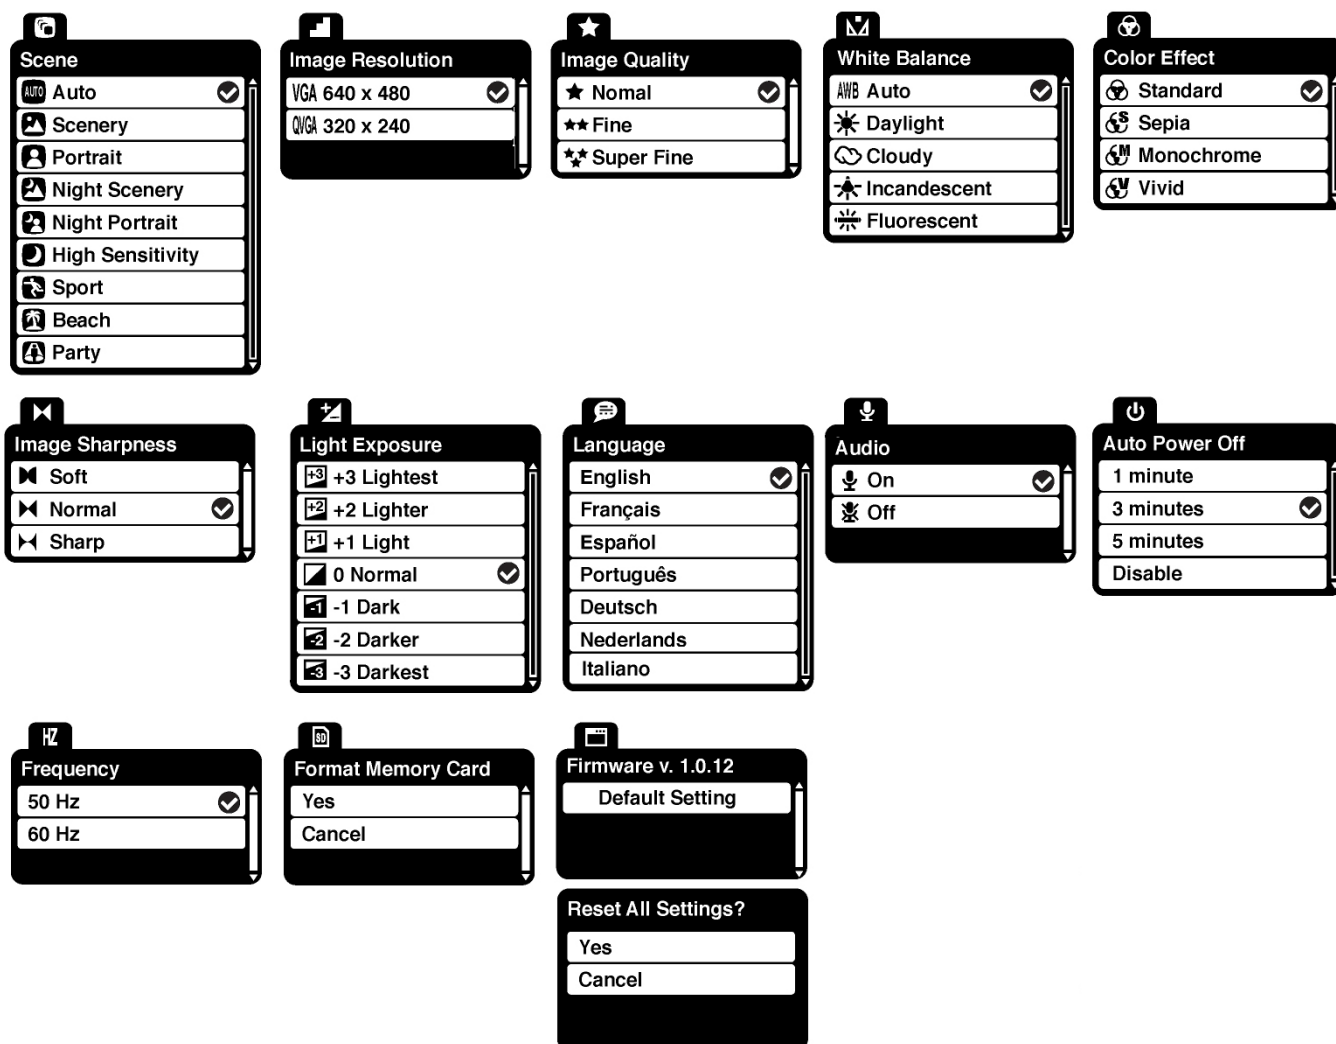 Scene
AUTO Auto
Scenery
Portrait
Night Scenery
Night Portrait
High Sensitivity
Sport
Beach
Party
Image Resolution
VGA 640 x 480
QVGA 320 x 240
Image Quality
Nomal
Fine
Super Fine
White Balance
AWB Auto
Daylight
Cloudy
Incandescent
Fluorescent
Color Effect
Standard
S Sepia
M Monochrome
V Vivid
Image Sharpness
Soft
Normal
Sharp
Light Exposure
+3 +3 Lightest
+2 +2 Lighter
+1 +1 Light
0 Normal
-1 -1 Dark
-2 -2 Darker
-3 -3 Darkest
Language
English
Français
Español
Português
Deutsch
Nederlands
Italiano
Audio
On
Off
Auto Power Off
1 minute
3 minutes
5 minutes
Disable
HZ
Frequency
50 Hz
60 Hz
SD
Format Memory Card
Yes
Cancel
Firmware v. 1.0.12
Default Setting
Reset All Settings?
Yes
Cancel